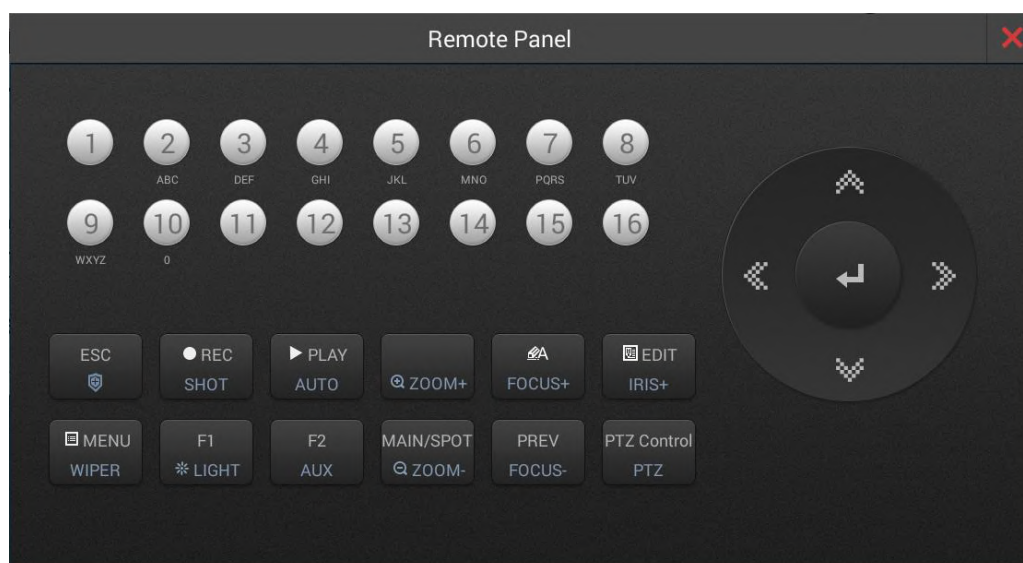 Remote Panel
1 2 3 4 5 6 7 8
ABC DEF GHI JKL MNO PQRS TUV
9 10 11 12 13 14 15 16
WXYZ 0
ESC REC PLAY A EDIT
SHOT AUTO ZOOM+ FOCUS+ IRIS+
MENU F1 F2 MAIN/SPOT PREV PTZ Control
WIPER LIGHT AUX ZOOM- FOCUS- PTZ